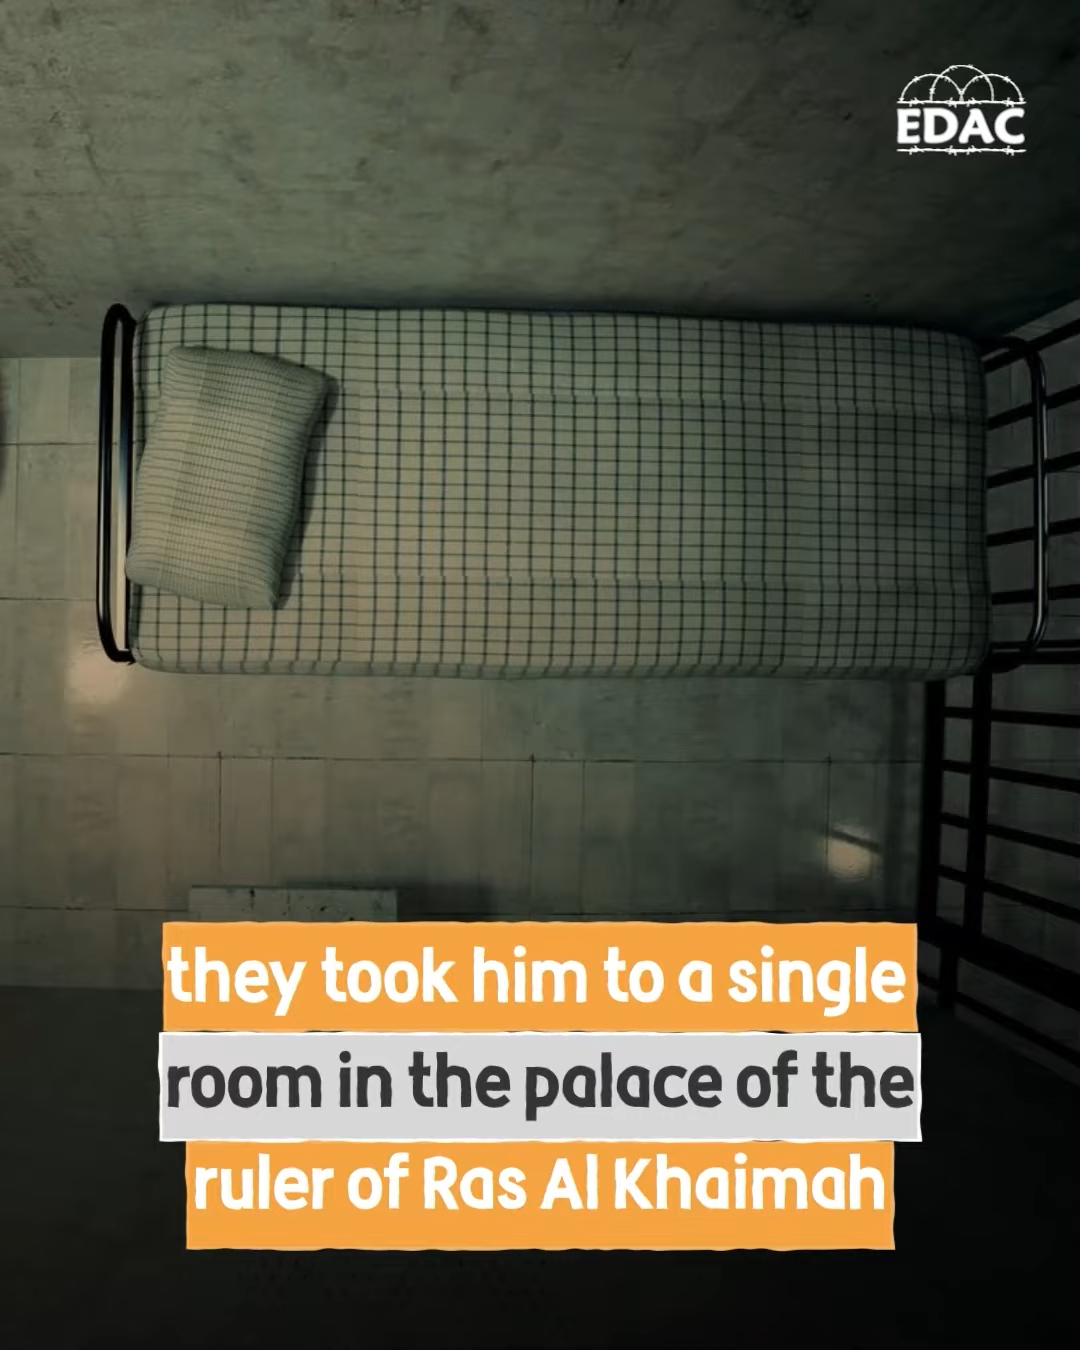 EDAC
they took him to a single
room in the palace of the
ruler of Ras Al Khaimah